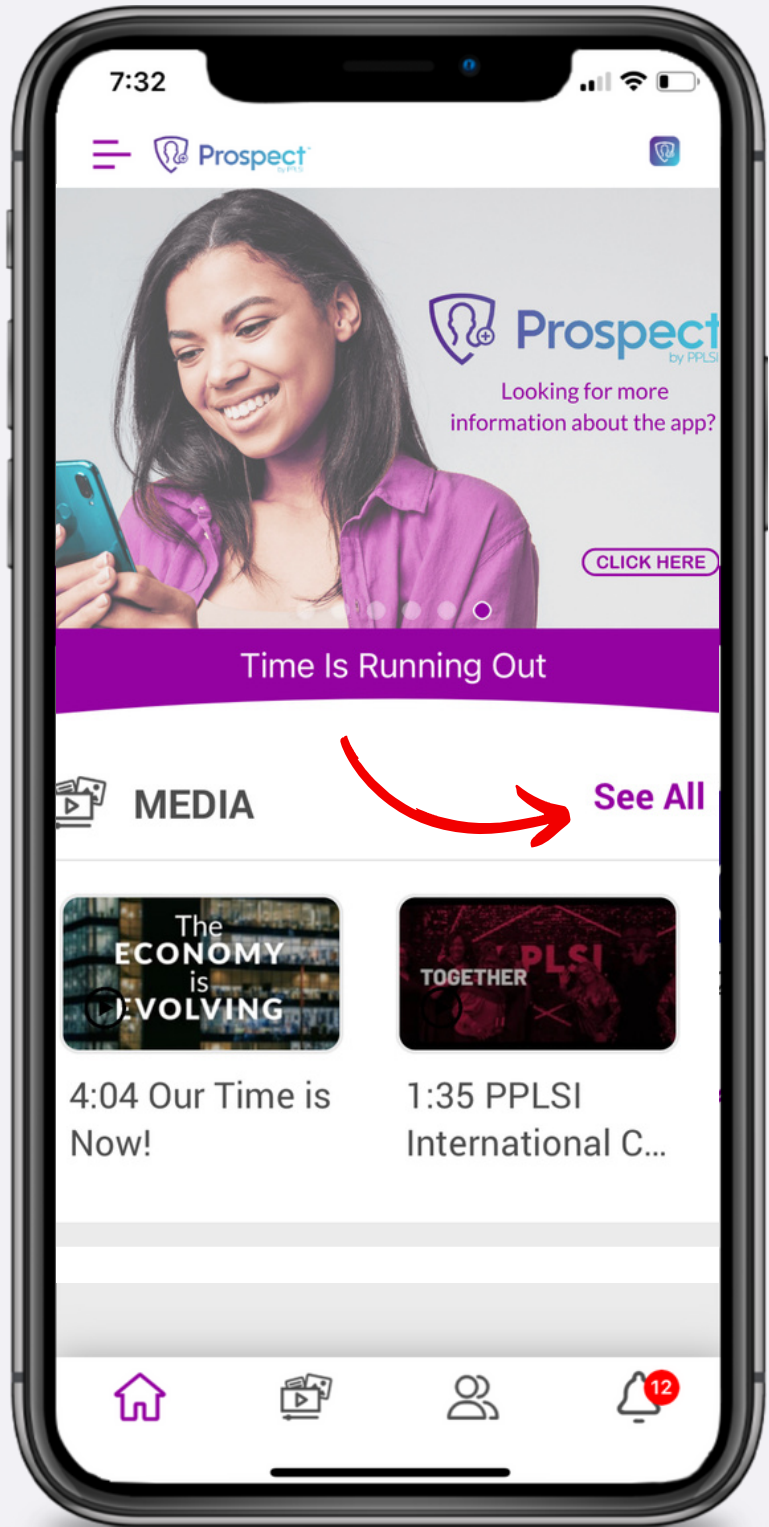 7:32
Prospect
by PPLSI
Prospect
by PPLSI
Looking for more
information about the app?
CLICK HERE
Time Is Running Out
MEDIA
See All
The
ECONOMY
is
EVOLVING
PPLSI
TOGETHER
4:04 Our Time is
Now!
1:35 PPLSI
International C...
12